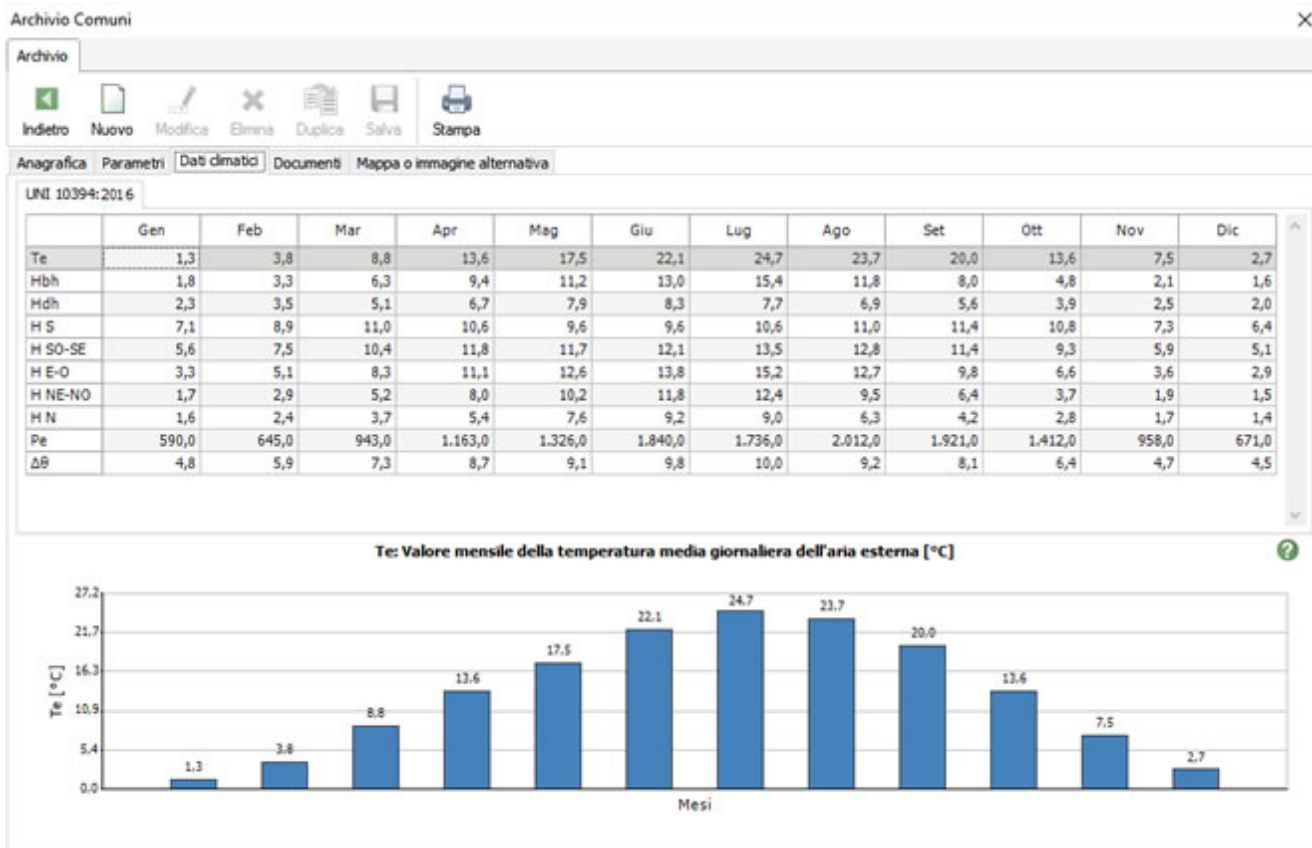 Archivio Comuni
Archivio
Indietro Nuovo Modifica Elimina Duplica Salva Stampa
Anagrafica Parametri Dati climatici Documenti Mappa o immagine alternativa
UNI 10394:2016
Gen Feb Mar Apr Mag Giu Lug Ago Set Ott Nov Dic
Te 1,3 3,8 8,8 13,6 17,5 22,1 24,7 23,7 20,0 13,6 7,5 2,7
Hbh 1,8 3,3 6,3 9,4 11,2 13,0 15,4 11,8 8,0 4,8 2,1 1,6
Hdh 2,3 3,5 5,1 6,7 7,9 8,3 7,7 6,9 5,6 3,9 2,5 2,0
H S 7,1 8,9 11,0 10,6 9,6 9,6 10,6 11,0 11,4 10,8 7,3 6,4
H SO-SE 5,6 7,5 10,4 11,8 11,7 12,1 13,5 12,8 11,4 9,3 5,9 5,1
H E-O 3,3 5,1 8,3 11,1 12,6 13,8 15,2 12,7 9,8 6,6 3,6 2,9
H NE-NO 1,7 2,9 5,2 8,0 10,2 11,8 12,4 9,5 6,4 3,7 1,9 1,5
H N 1,6 2,4 3,7 5,4 7,6 9,2 9,0 6,3 4,2 2,8 1,7 1,4
Pe 590,0 645,0 943,0 1.163,0 1.326,0 1.840,0 1.736,0 2.012,0 1.921,0 1.412,0 958,0 671,0
Δθ 4,8 5,9 7,3 8,7 9,1 9,8 10,0 9,2 8,1 6,4 4,7 4,5
Te: Valore mensile della temperatura media giornaliera dell'aria esterna [°C]
?
27,2
21,7
16,3
10,9
5,4
0,0
Te [°C]
1,3 3,8 8,8 13,6 17,5 22,1 24,7 23,7 20,0 13,6 7,5 2,7
Mesi